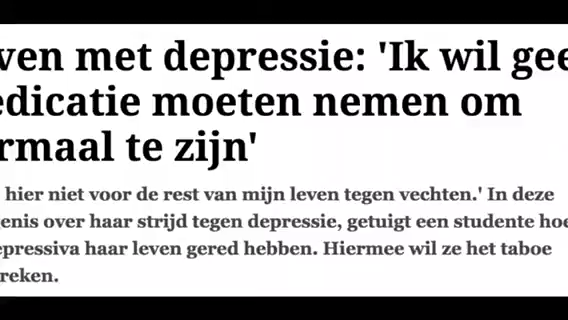 ven met depressie: 'Ik wil gee
edicatie moeten nemen om
rmaal te zijn'
hier niet voor de rest van mijn leven tegen vechten.' In deze
enis over haar strijd tegen depressie, getuigt een studente hoe
epressiva haar leven gered hebben. Hiermee wil ze het taboe
reken.